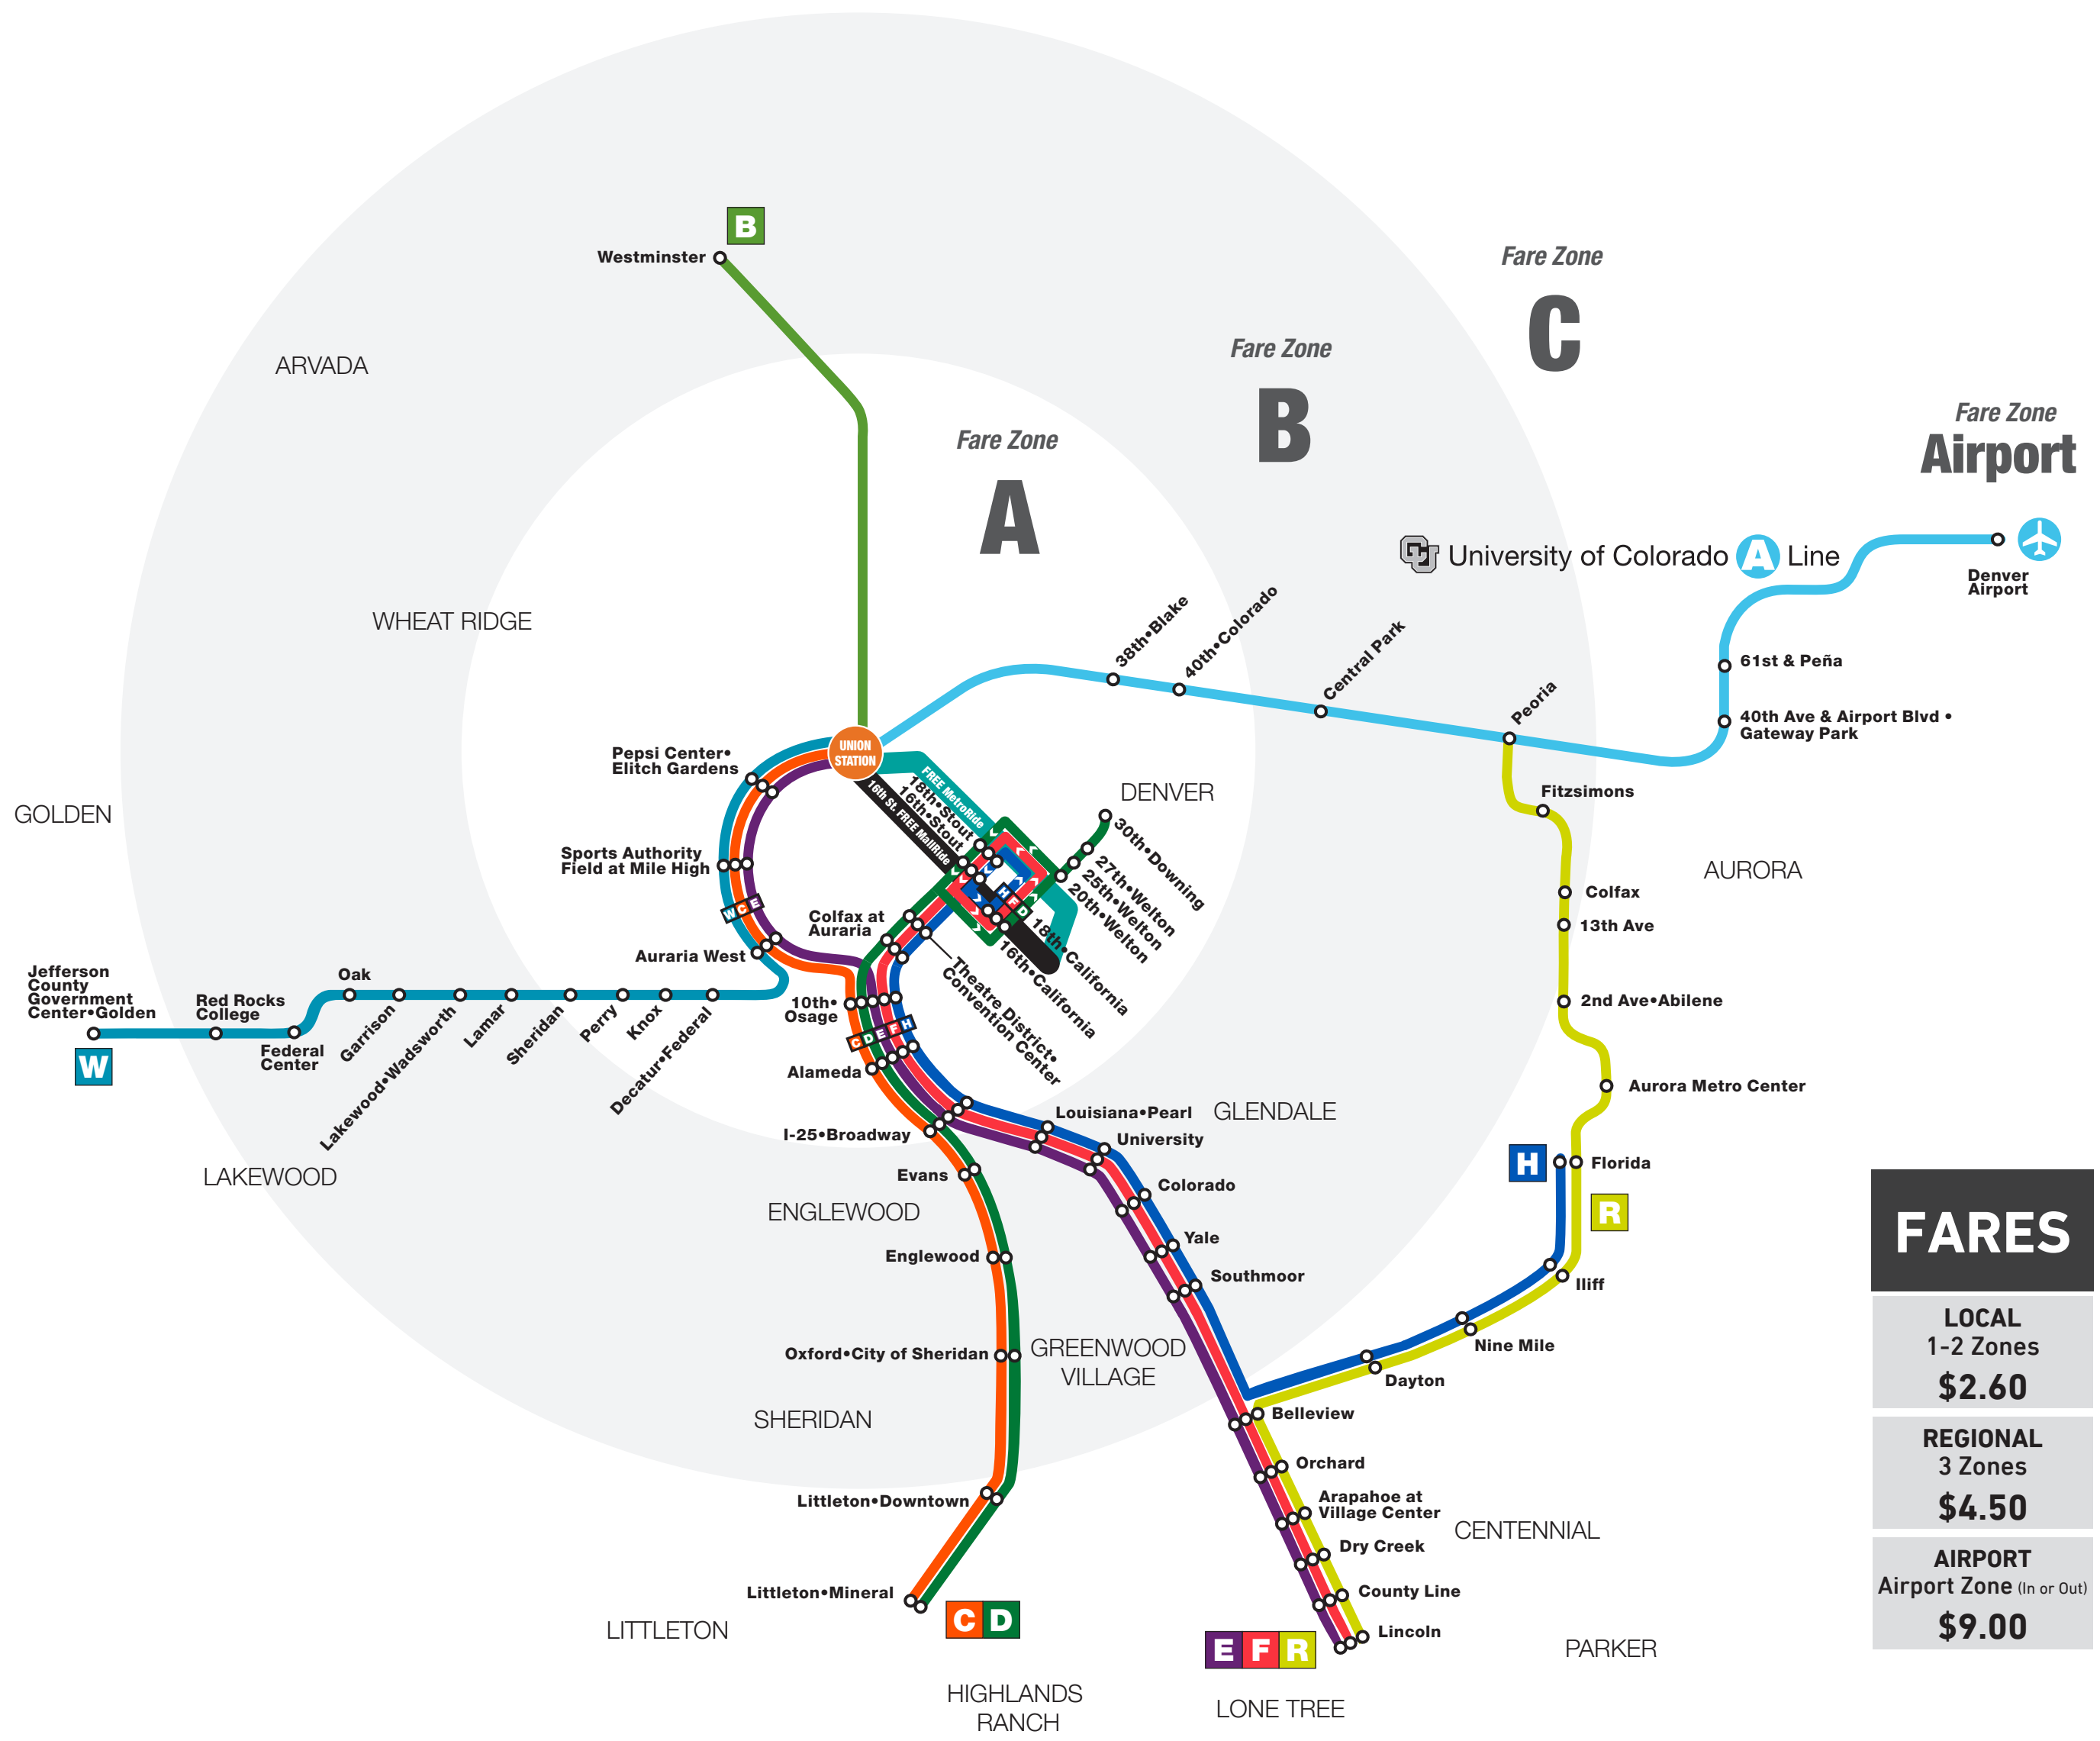 B
Westminster
Fare Zone
C
Fare Zone
B
Fare Zone
A
Fare Zone
Airport
ARVADA
WHEAT RIDGE
GOLDEN
University of Colorado A Line
Denver
Airport
61st & Peña
40th Ave & Airport Blvd •
Gateway Park
38th•Blake
40th•Colorado
Central Park
Peoria
UNION
STATION
Pepsi Center•
Elitch Gardens
Sports Authority
Field at Mile High
W C E
Auraria West
FREE MetroRide
16th St. FREE MallRide
18th•Stout
16th•Stout
H F D
DENVER
30th•Downing
27th•Welton
25th•Welton
20th•Welton
18th•California
16th•California
Colfax at
Auraria
Theatre District•
Convention Center
10th•
Osage
C D E F H
Alameda
Jefferson
County
Government
Center•Golden
W
Red Rocks
College
Federal
Center
Oak
Garrison
Lakewood•Wadsworth
Lamar
Sheridan
Perry
Knox
Decatur•Federal
LAKEWOOD
Fitzsimons
AURORA
Colfax
13th Ave
2nd Ave•Abilene
Aurora Metro Center
H
Florida
R
Iliff
Nine Mile
Dayton
I-25•Broadway
Louisiana•Pearl
GLENDALE
University
Evans
Colorado
ENGLEWOOD
Yale
Englewood
Southmoor
Oxford•City of Sheridan
GREENWOOD
VILLAGE
SHERIDAN
Belleview
Orchard
Arapahoe at
Village Center
CENTENNIAL
Dry Creek
County Line
Lincoln
Littleton•Downtown
Littleton•Mineral
C D
LITTLETON
E F R
PARKER
HIGHLANDS
RANCH
LONE TREE
FARES
LOCAL
1-2 Zones
$2.60
REGIONAL
3 Zones
$4.50
AIRPORT
Airport Zone (In or Out)
$9.00